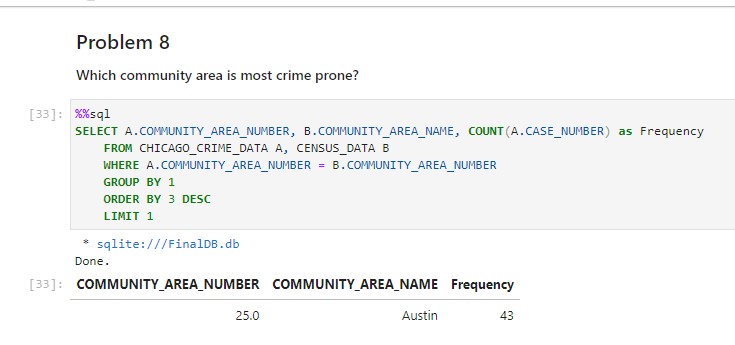 Problem 8
Which community area is most crime prone?
[33]: %%sql
SELECT A.COMMUNITY_AREA_NUMBER, B.COMMUNITY_AREA_NAME, COUNT(A.CASE_NUMBER) as Frequency
FROM CHICAGO_CRIME_DATA A, CENSUS_DATA B
WHERE A.COMMUNITY_AREA_NUMBER = B.COMMUNITY_AREA_NUMBER
GROUP BY 1
ORDER BY 3 DESC
LIMIT 1
* sqlite:///FinalDB.db
Done.
[33]: COMMUNITY_AREA_NUMBER COMMUNITY_AREA_NAME Frequency
25.0 Austin 43